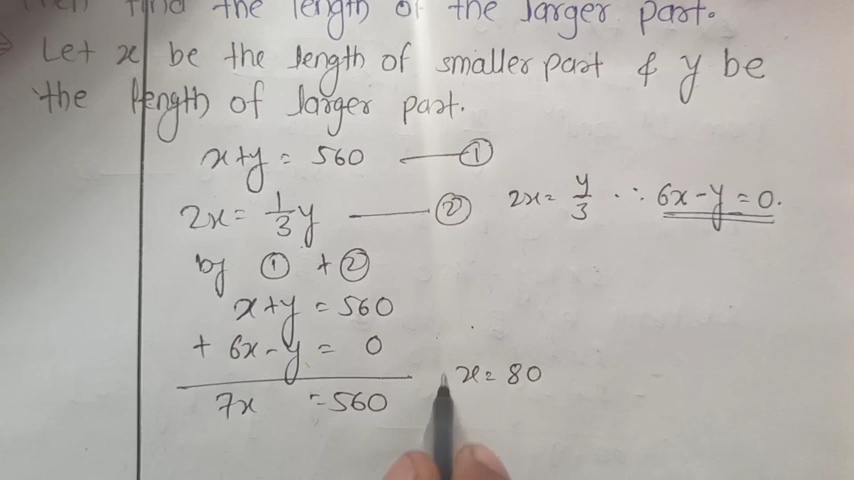 find the length of the larger part.
Let x be the length of smaller part & y be
the length of larger part.
x+y = 560 — ①
2x = 1/3 y — ② 2x = y/3 ∴ 6x-y=0.
by ① + ②
x+y = 560
+ 6x-y = 0
7x = 560 x = 80